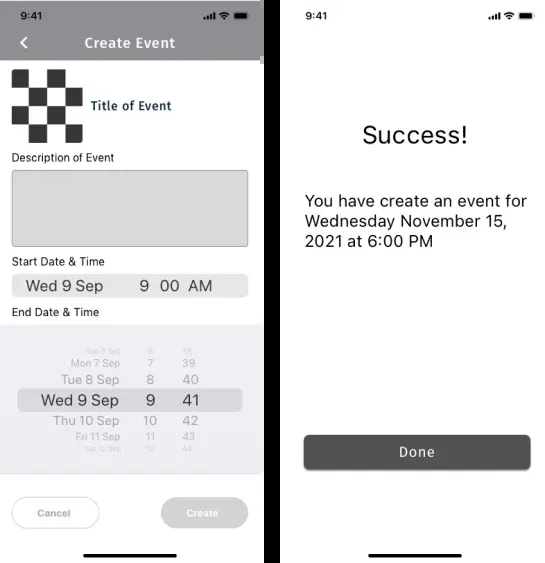 9:41
Create Event
Title of Event
Description of Event
Start Date & Time
Wed 9 Sep 9 00 AM
End Date & Time
Sun 6 Sep 6 38
Mon 7 Sep 7 39
Tue 8 Sep 8 40
Wed 9 Sep 9 41
Thu 10 Sep 10 42
Fri 11 Sep 11 43
Sat 12 Sep 12 44
Cancel
Create
9:41
Success!
You have create an event for
Wednesday November 15,
2021 at 6:00 PM
Done